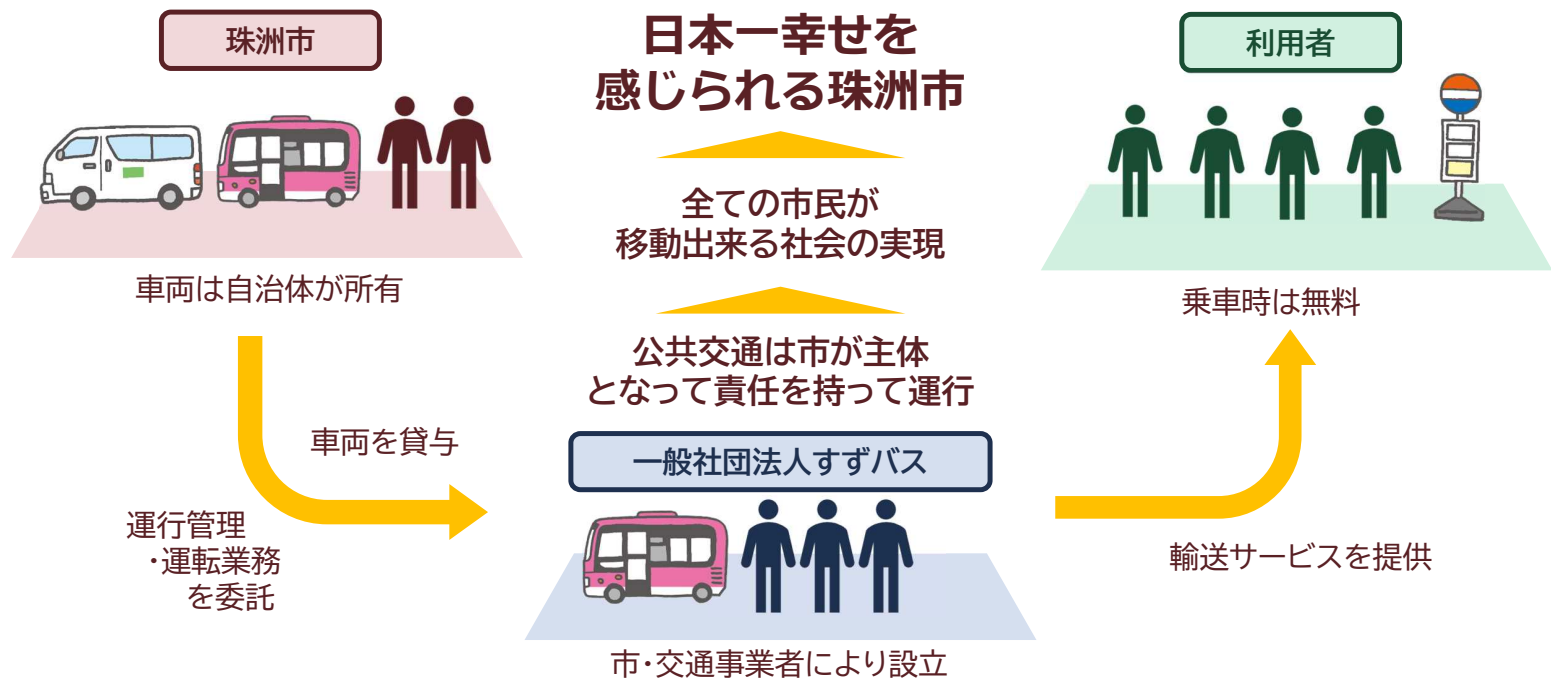 珠洲市
車両は自治体が所有
車両を貸与
運行管理
・運転業務
を委託
日本一幸せを
感じられる珠洲市
全ての市民が
移動出来る社会の実現
公共交通は市が主体
となって責任を持って運行
一般社団法人すずバス
市・交通事業者により設立
利用者
乗車時は無料
輸送サービスを提供